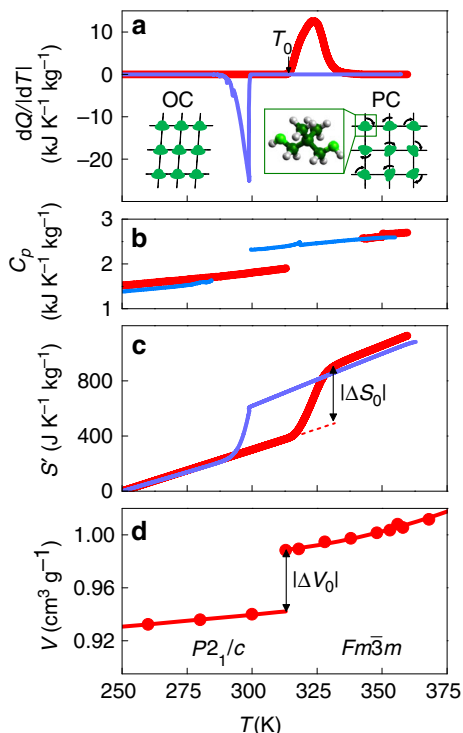 a
T₀
10
0
−10
−20
dQ/|dT|
(kJ K⁻¹ kg⁻¹)
OC
PC
b
3
2
1
Cₚ
(kJ K⁻¹ kg⁻¹)
c
800
400
0
S′ (J K⁻¹ kg⁻¹)
|ΔS₀|
d
1.00
0.96
0.92
V (cm³ g⁻¹)
|ΔV₀|
P2₁/c
Fm3̅m
250
275
300
325
350
375
T(K)